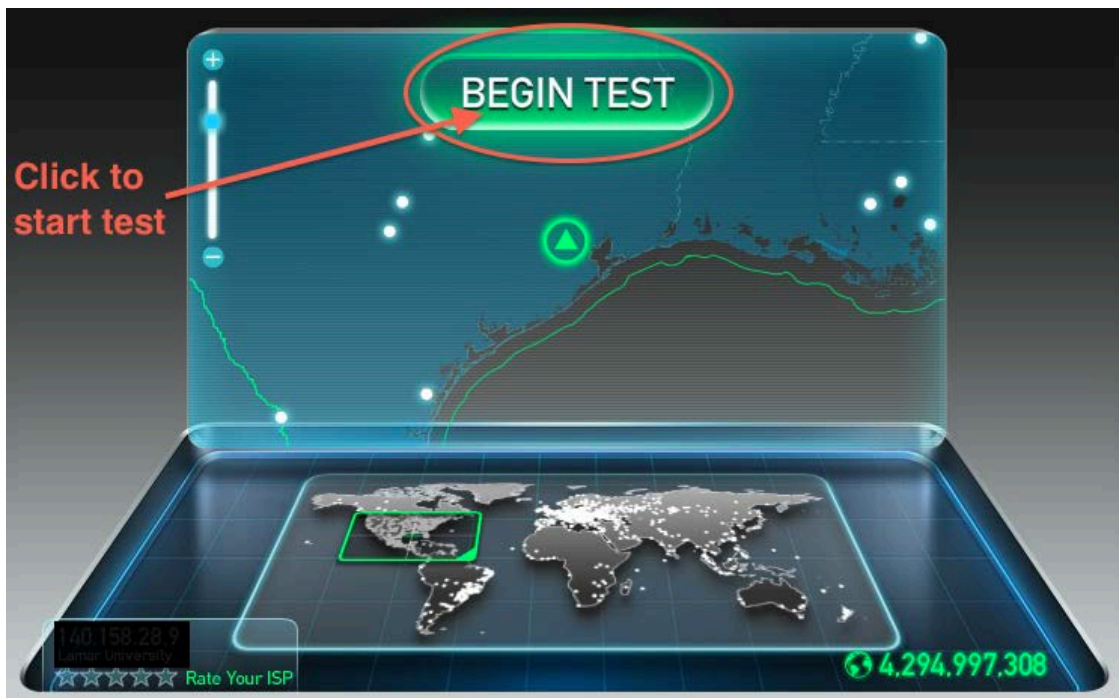 BEGIN TEST
Click to
start test
140.158.28.9
Lamar University
Rate Your ISP
4,294,997,308